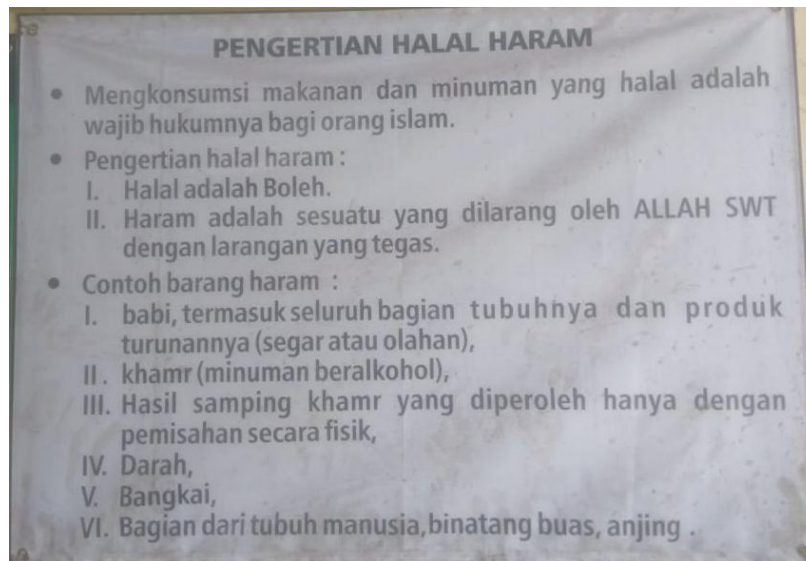 PENGERTIAN HALAL HARAM
• Mengkonsumsi makanan dan minuman yang halal adalah
wajib hukumnya bagi orang islam.
• Pengertian halal haram :
I. Halal adalah Boleh.
II. Haram adalah sesuatu yang dilarang oleh ALLAH SWT
dengan larangan yang tegas.
• Contoh barang haram :
I. babi, termasuk seluruh bagian tubuhnya dan produk
turunannya (segar atau olahan),
II. khamr (minuman beralkohol),
III. Hasil samping khamr yang diperoleh hanya dengan
pemisahan secara fisik,
IV. Darah,
V. Bangkai,
VI. Bagian dari tubuh manusia,binatang buas, anjing .